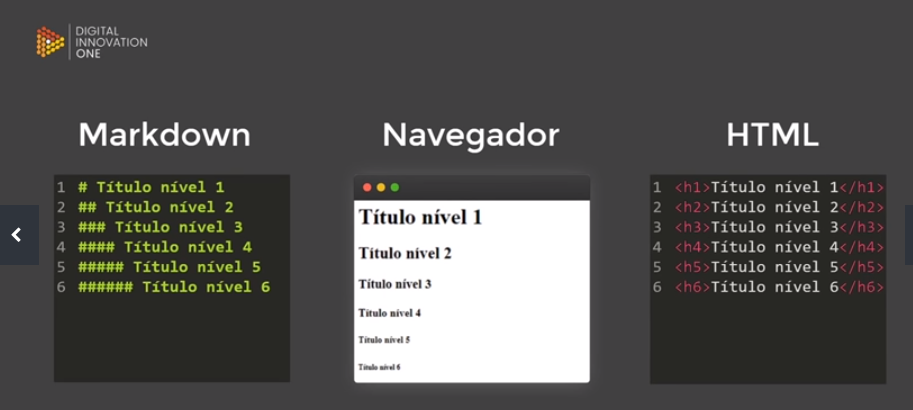 DIGITAL
INNOVATION
ONE
Markdown
1 # Título nível 1
2 ## Título nível 2
3 ### Título nível 3
4 #### Título nível 4
5 ##### Título nível 5
6 ###### Título nível 6
Navegador
Título nível 1
Título nível 2
Título nível 3
Título nível 4
Título nível 5
Título nível 6
HTML
1 <h1>Título nível 1</h1>
2 <h2>Título nível 2</h2>
3 <h3>Título nível 3</h3>
4 <h4>Título nível 4</h4>
5 <h5>Título nível 5</h5>
6 <h6>Título nível 6</h6>